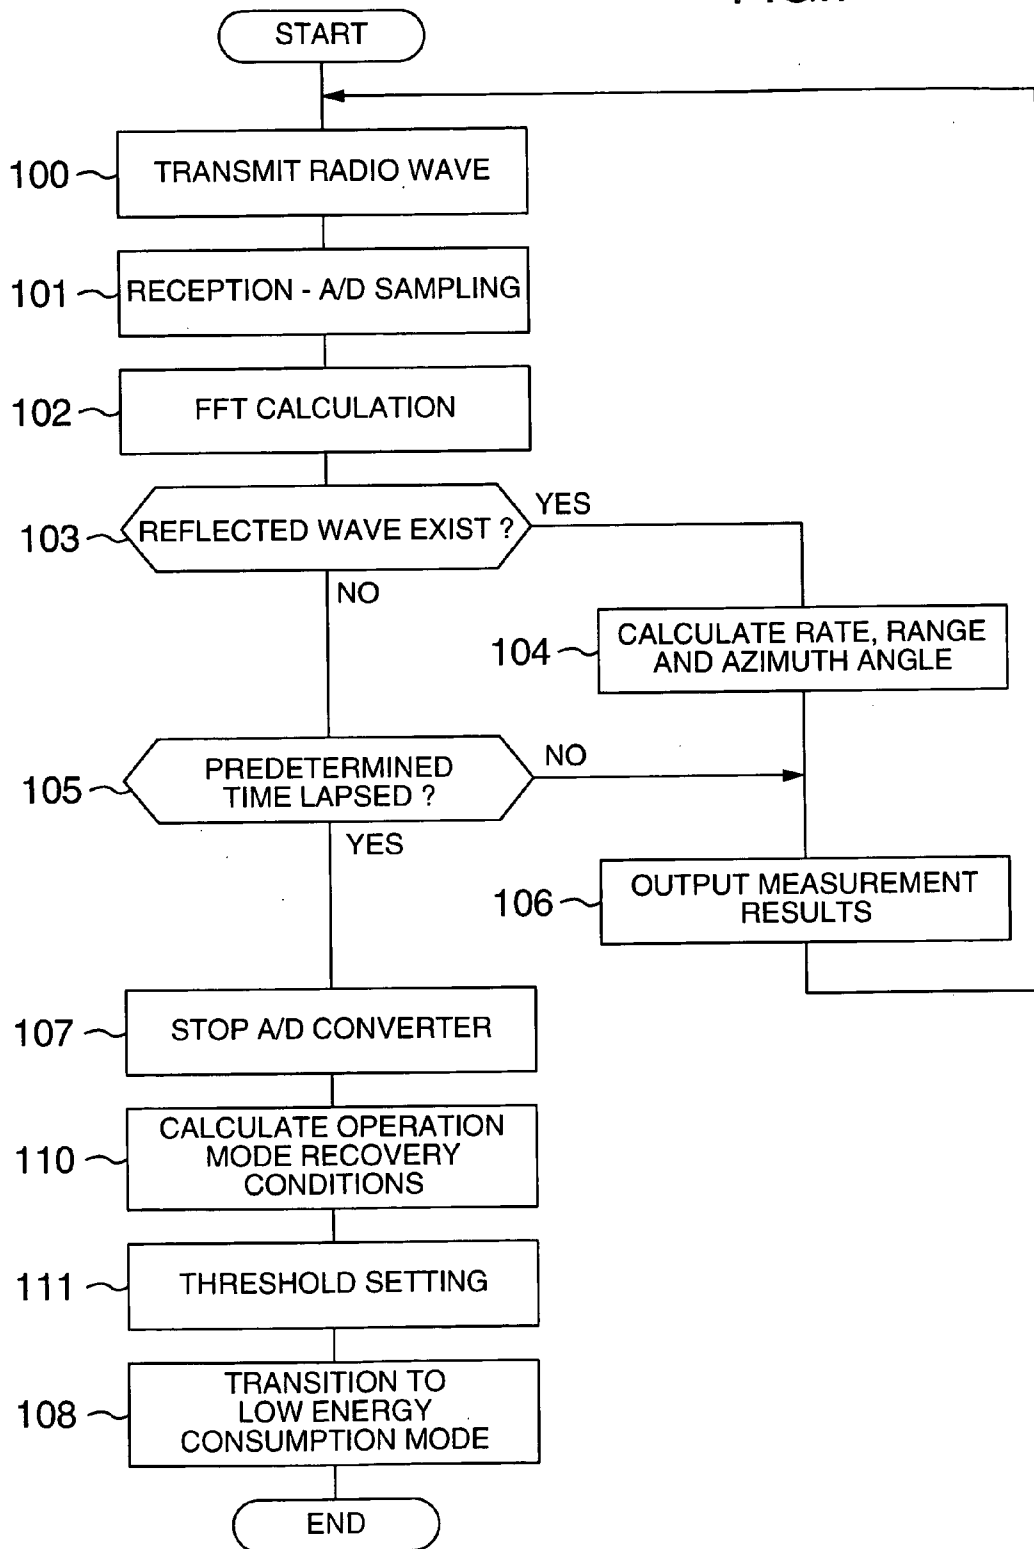 START
100 TRANSMIT RADIO WAVE
101 RECEPTION - A/D SAMPLING
102 FFT CALCULATION
103 REFLECTED WAVE EXIST ?
YES
NO
104 CALCULATE RATE, RANGE
AND AZIMUTH ANGLE
105 PREDETERMINED
TIME LAPSED ?
NO
YES
106 OUTPUT MEASUREMENT
RESULTS
107 STOP A/D CONVERTER
110 CALCULATE OPERATION
MODE RECOVERY
CONDITIONS
111 THRESHOLD SETTING
108 TRANSITION TO
LOW ENERGY
CONSUMPTION MODE
END